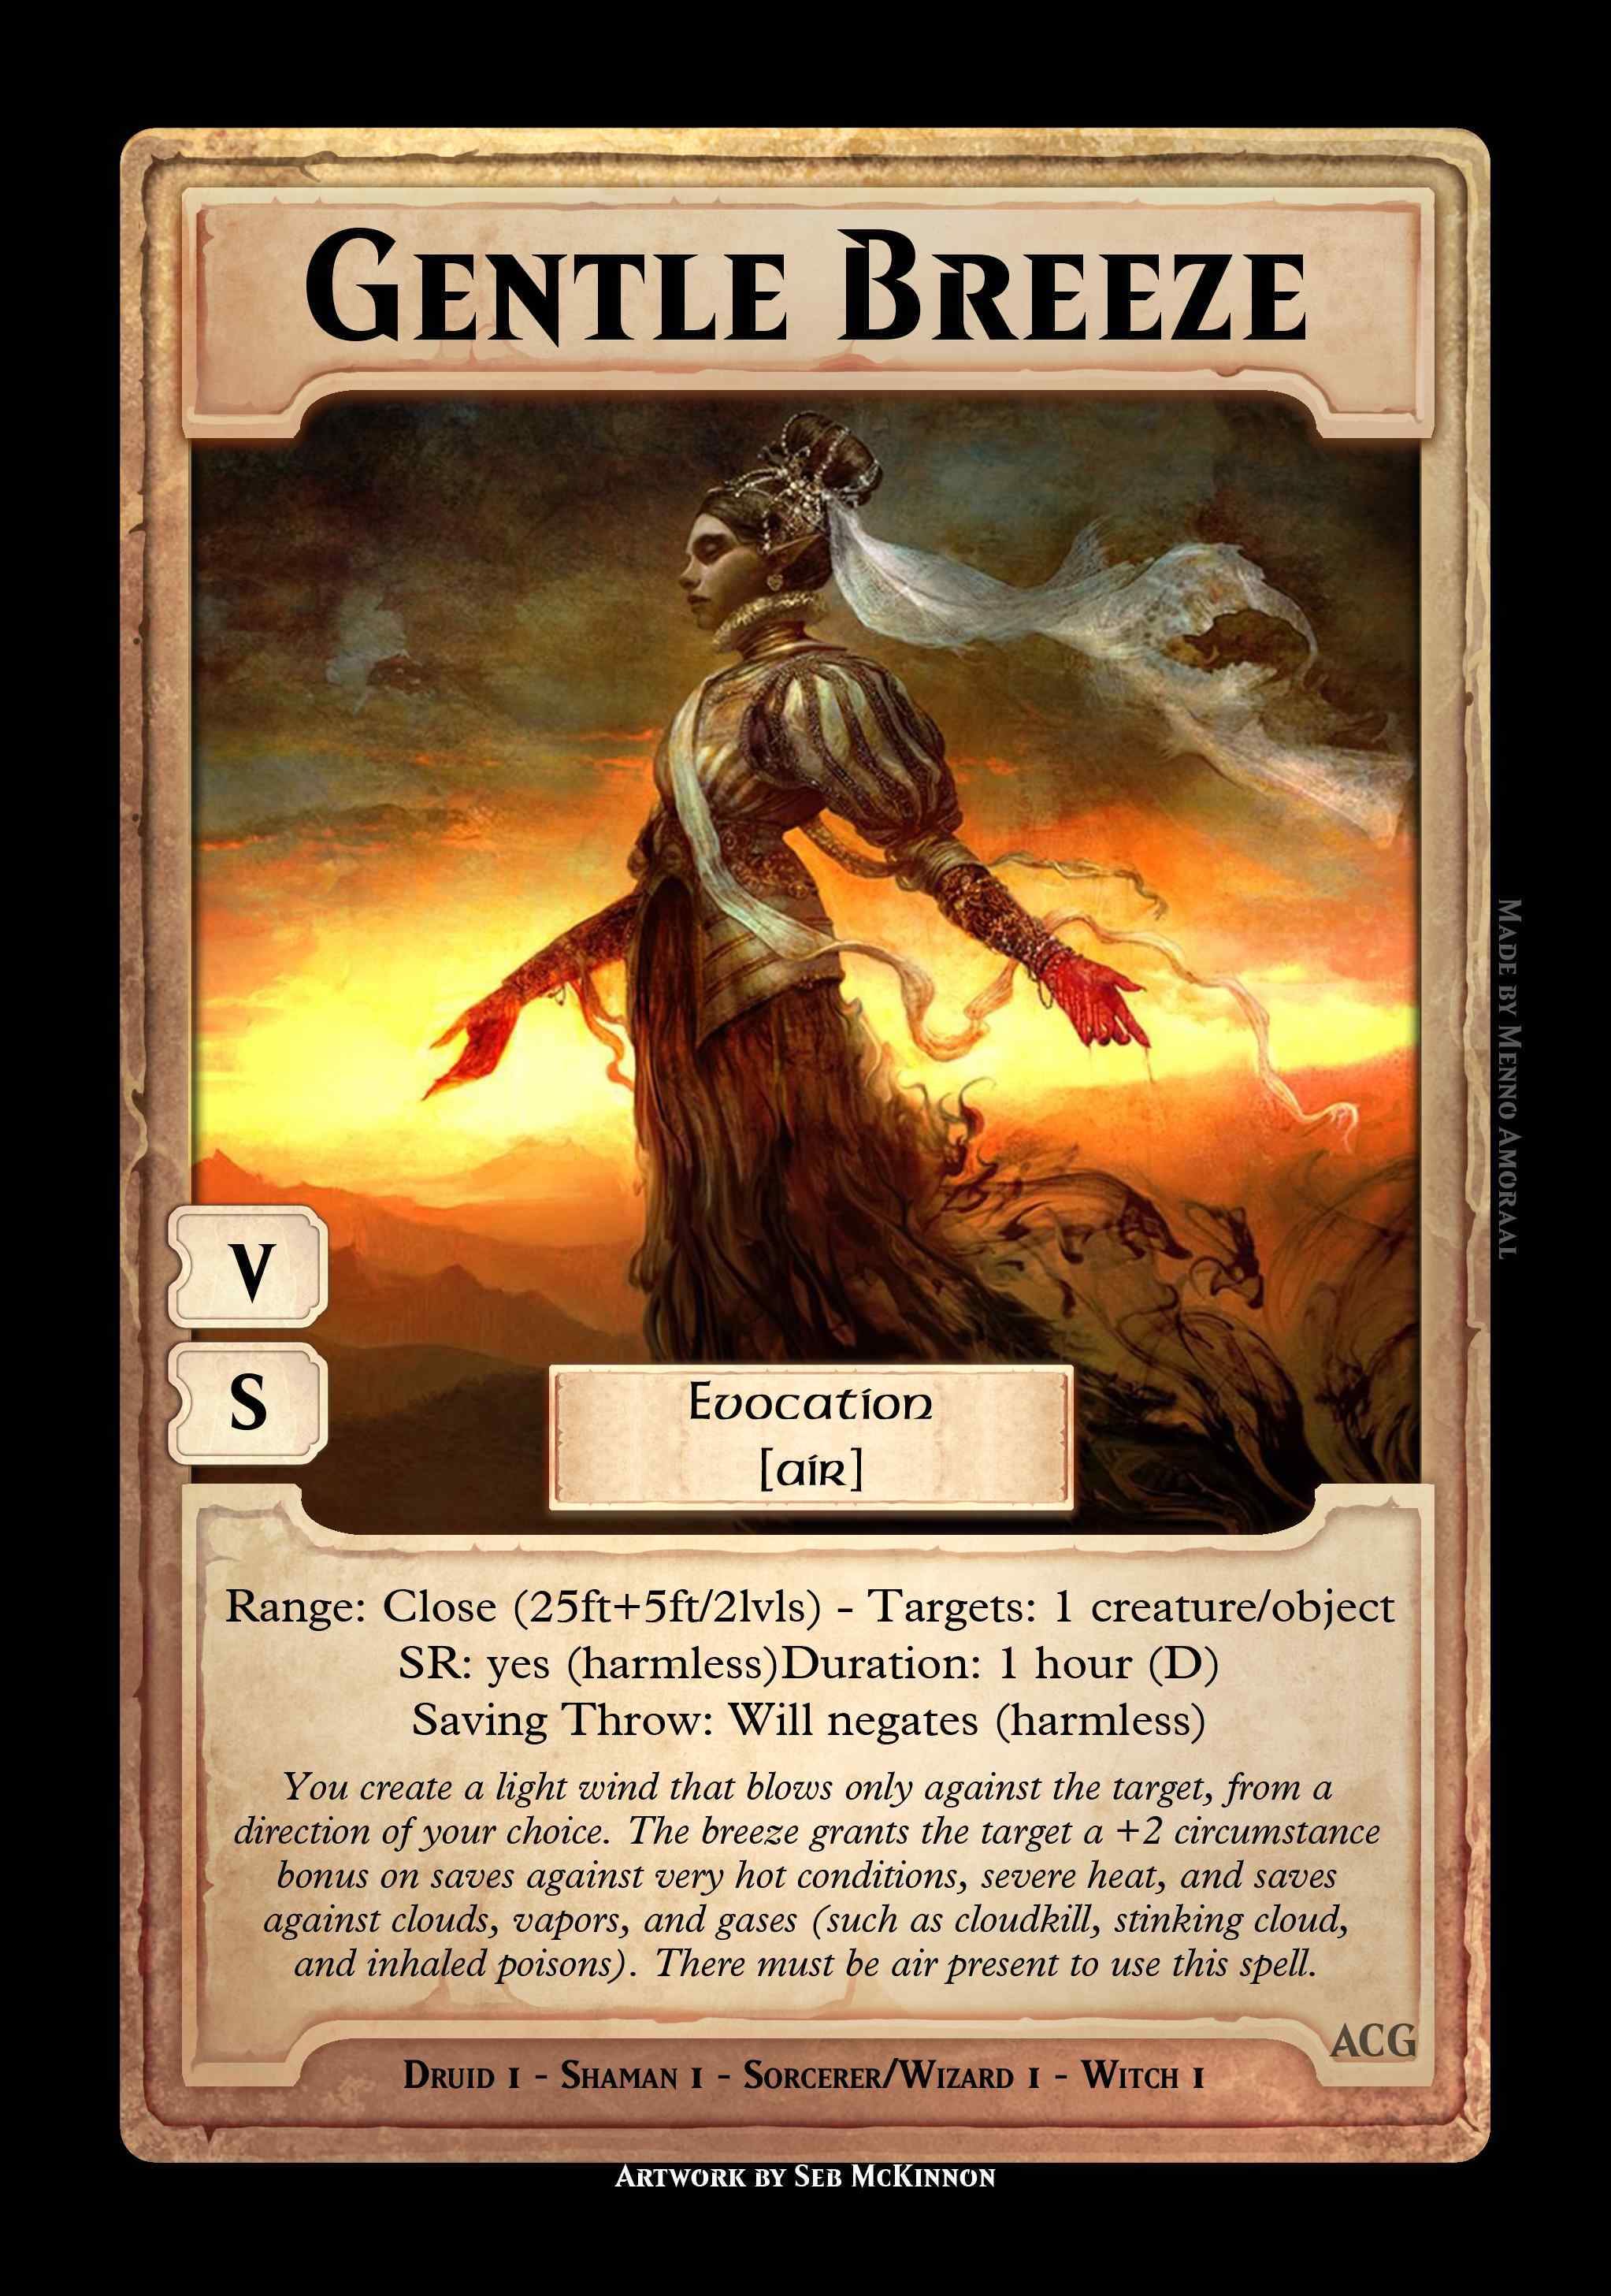 Gentle Breeze
Made by Menno Amoraal
V
S
Evocation
[air]
Range: Close (25ft+5ft/2lvls) - Targets: 1 creature/object
SR: yes (harmless)Duration: 1 hour (D)
Saving Throw: Will negates (harmless)
You create a light wind that blows only against the target, from a
direction of your choice. The breeze grants the target a +2 circumstance
bonus on saves against very hot conditions, severe heat, and saves
against clouds, vapors, and gases (such as cloudkill, stinking cloud,
and inhaled poisons). There must be air present to use this spell.
ACG
Druid 1 - Shaman 1 - Sorcerer/Wizard 1 - Witch 1
Artwork by Seb McKinnon